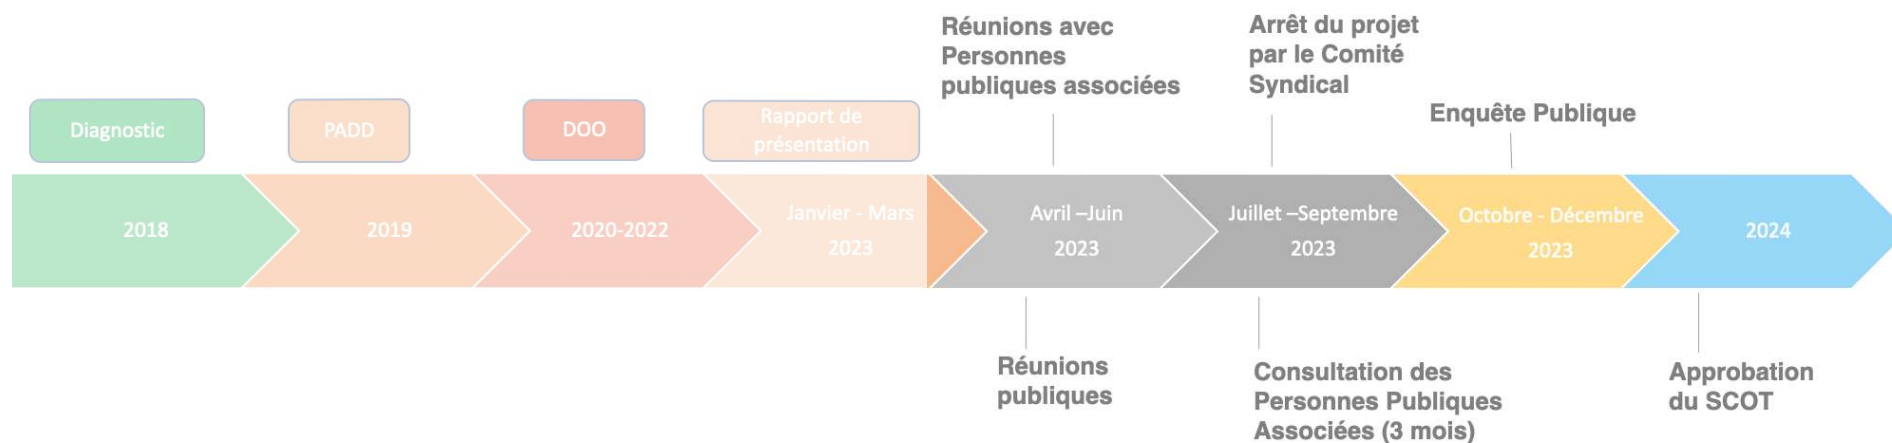 Réunions avec
Personnes
publiques associées
Arrêt du projet
par le Comité
Syndical
Enquête Publique
Diagnostic
PADD
DOO
Rapport de
présentation
2018
2019
2020-2022
Janvier - Mars
2023
Avril –Juin
2023
Juillet –Septembre
2023
Octobre - Décembre
2023
2024
Réunions
publiques
Consultation des
Personnes Publiques
Associées (3 mois)
Approbation
du SCOT